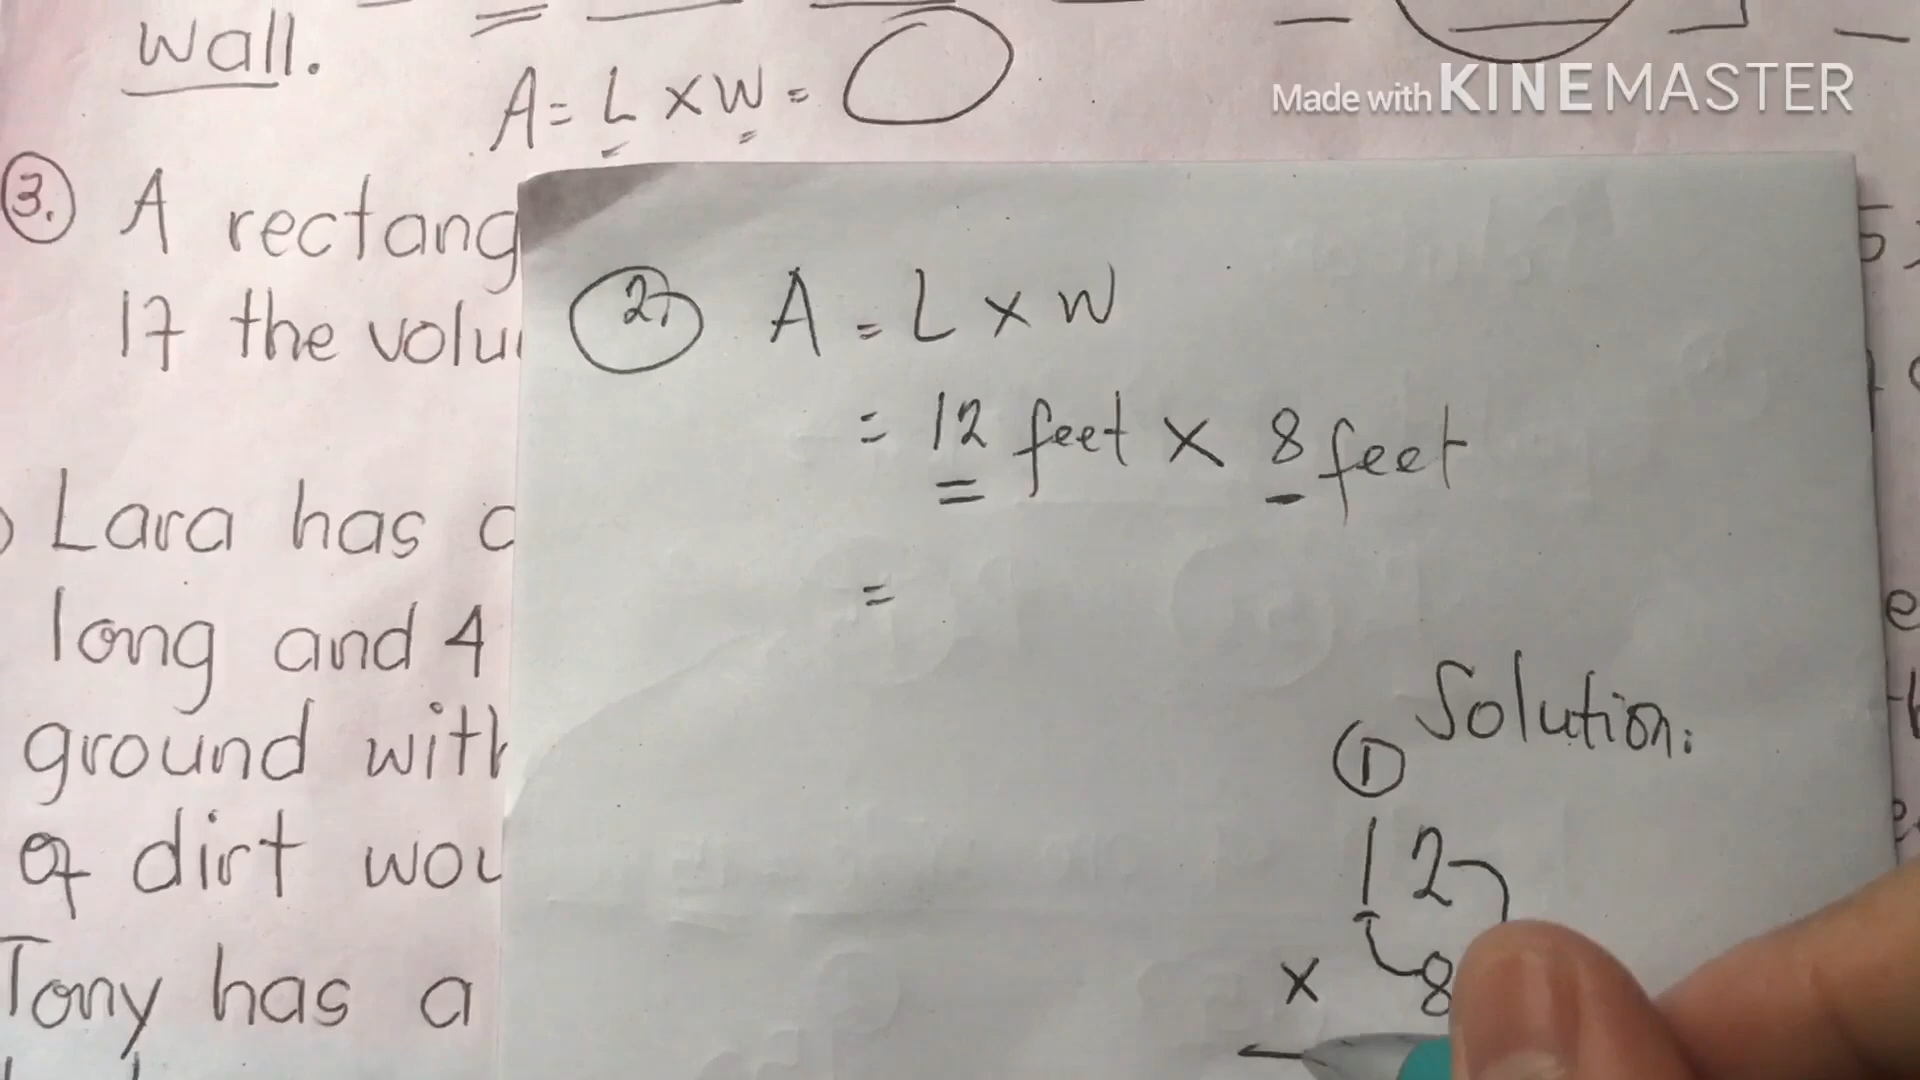 wall.
A = L x W =
Made with KINEMASTER
3. A rectang
17 the volu
Lara has
long and 4
ground with
of dirt wou
Tony has a
2, A = L x W
= 12 feet x 8 feet
=
Solution:
1
12
x 8